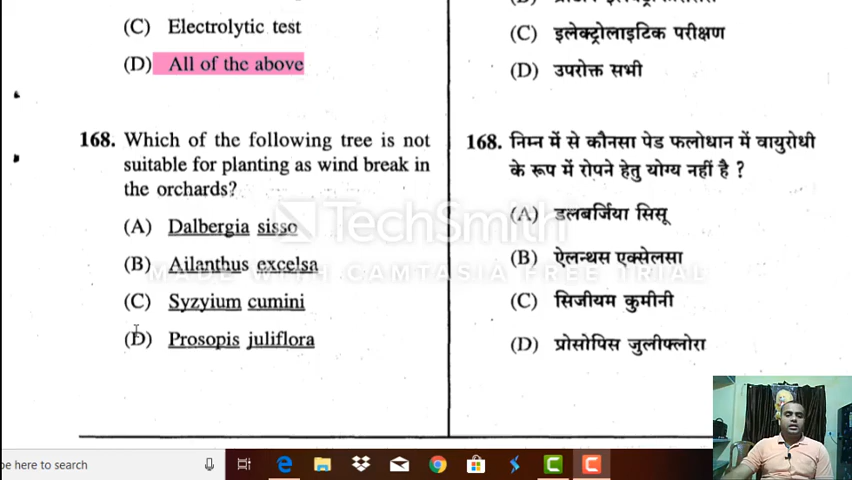 (C) Electrolytic test
(D) All of the above
168. Which of the following tree is not
suitable for planting as wind break in
the orchards?
(A) Dalbergia sisso
(B) Ailanthus excelsa
(C) Syzyium cumini
(D) Prosopis juliflora
(C) इलेक्ट्रोलाइटिक परीक्षण
(D) उपरोक्त सभी
168. निम्न में से कौनसा पेड फलोधान में वायुरोधी
के रूप में रोपने हेतु योग्य नहीं है ?
(A) डलबर्जिया सिसू
(B) ऐलन्थस एक्सेलसा
(C) सिजीयम कुमीनी
(D) प्रोसोपिस जुलीफ्लोरा
TechSmith
MADE WITH CAMTASIA FREE TRIAL
pe here to search